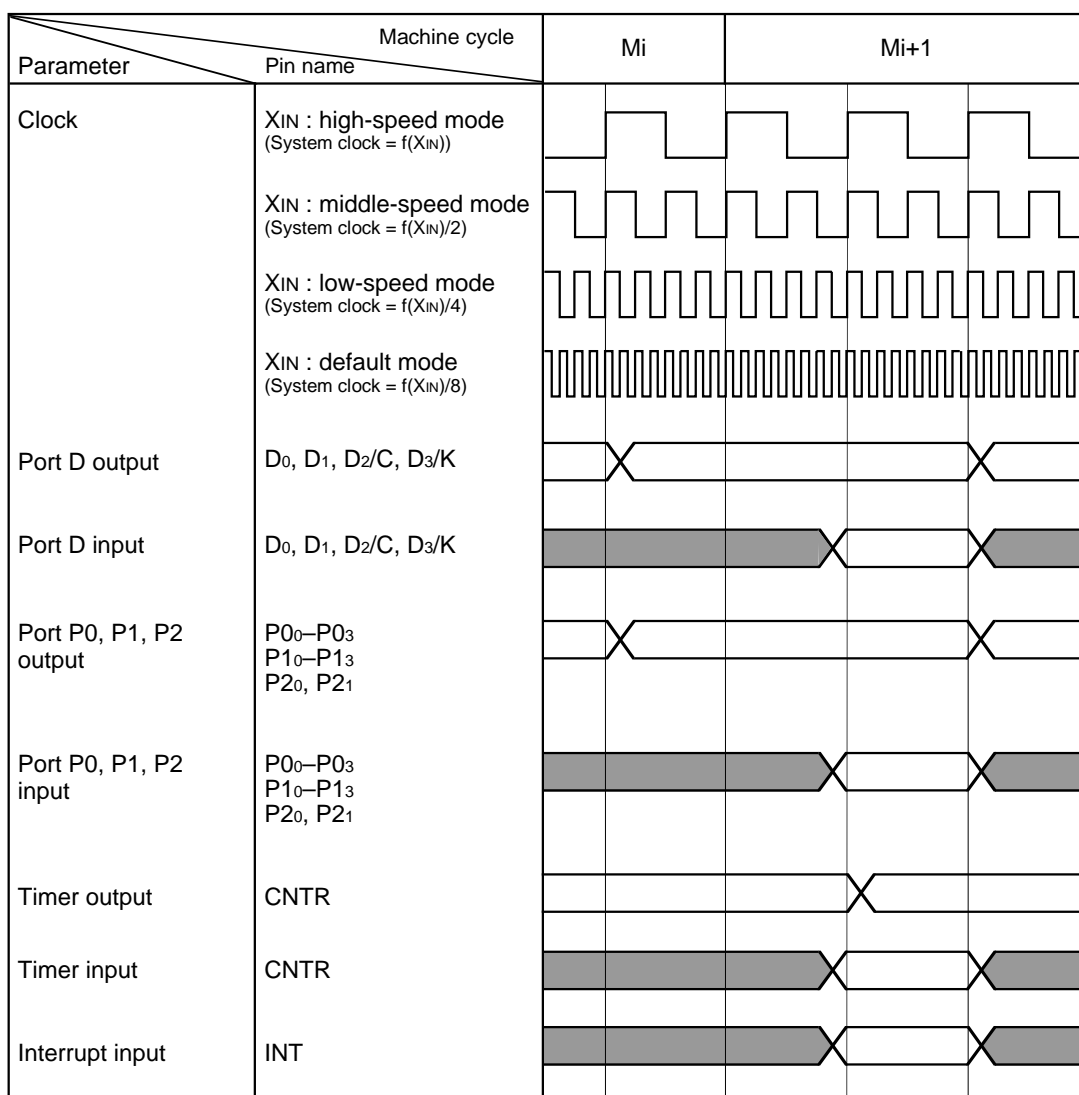 Machine cycle
Parameter
Pin name
Mi
Mi+1
Clock
XIN : high-speed mode
(System clock = f(XIN))
XIN : middle-speed mode
(System clock = f(XIN)/2)
XIN : low-speed mode
(System clock = f(XIN)/4)
XIN : default mode
(System clock = f(XIN)/8)
Port D output
D0, D1, D2/C, D3/K
Port D input
D0, D1, D2/C, D3/K
Port P0, P1, P2
output
P00–P03
P10–P13
P20, P21
Port P0, P1, P2
input
P00–P03
P10–P13
P20, P21
Timer output
CNTR
Timer input
CNTR
Interrupt input
INT